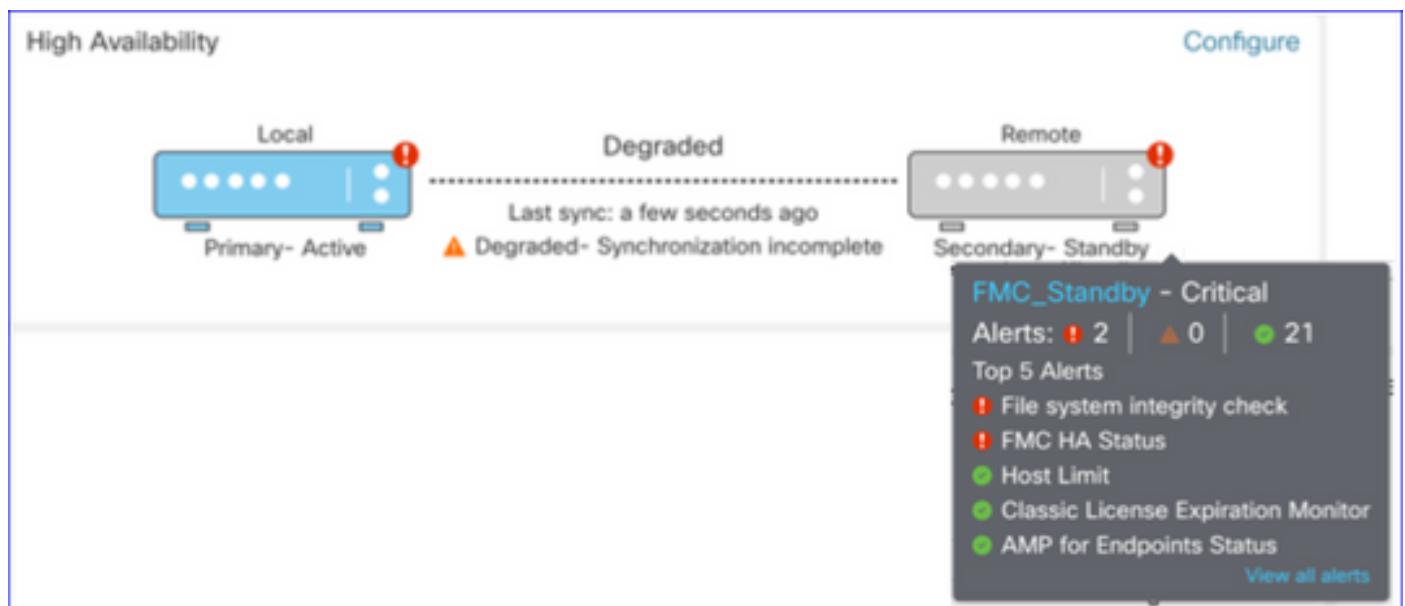 High Availability
Configure
Local
Degraded
Remote
Last sync: a few seconds ago
Primary- Active
Degraded- Synchronization incomplete
Secondary- Standby
FMC_Standby - Critical
Alerts: 2 | 0 | 21
Top 5 Alerts
File system integrity check
FMC HA Status
Host Limit
Classic License Expiration Monitor
AMP for Endpoints Status
View all alerts